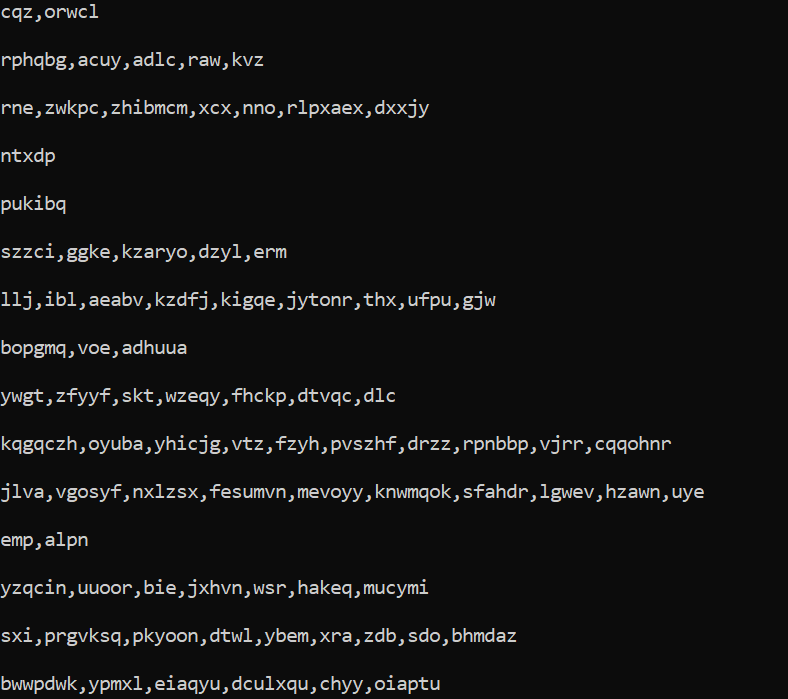 cqz,orwcl
rphqbg,acuy,adlc,raw,kvz
rne,zwkpc,zhibmcm,xcx,nno,rlpxaex,dxxjy
ntxdp
pukibq
szzci,ggke,kzaryo,dzyl,erm
llj,ibl,aeabv,kzdfj,kigqe,jytonr,thx,ufpu,gjw
bopgmq,voe,adhuua
ywgt,zfyyf,skt,wzeqy,fhckp,dtvqc,dlc
kqgqczh,oyuba,yhicjg,vtz,fzyh,pvszhf,drzz,rpnbbp,vjrr,cqqohnr
jlva,vgosyf,nxlzsx,fesumvn,mevoyy,knwmqok,sfahdr,lgwev,hzawn,uye
emp,alpn
yzqcin,uuoor,bie,jxhvn,wsr,hakeq,mucymi
sxi,prgvksq,pkyoon,dtwl,ybem,xra,zdb,sdo,bhmdaz
bwwpdwk,ypmxl,eiaqyu,dculxqu,chyy,oiaptu